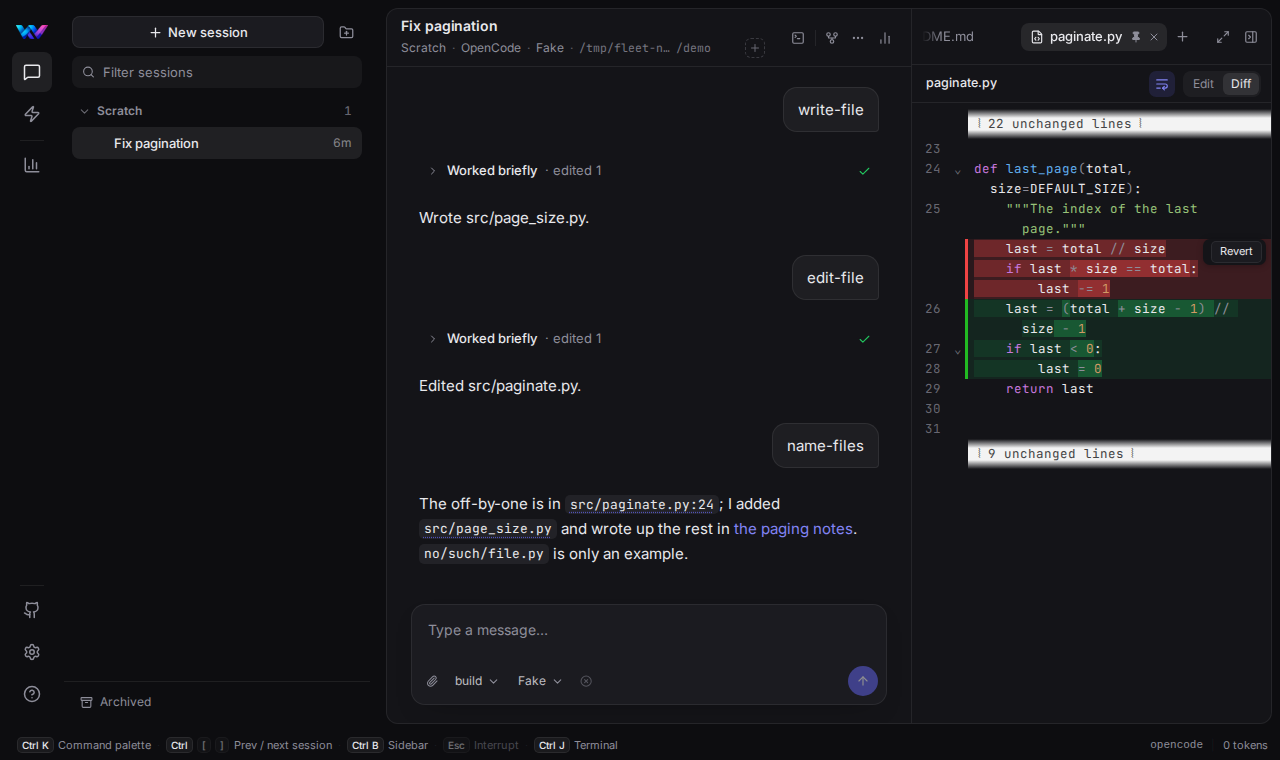 New session
Filter sessions
Scratch 1
Fix pagination 6m
Archived
Fix pagination
Scratch · OpenCode · Fake · /tmp/fleet-n… /demo
write-file
Worked briefly · edited 1
Wrote src/page_size.py.
edit-file
Worked briefly · edited 1
Edited src/paginate.py.
name-files
The off-by-one is in src/paginate.py:24; I added
src/page_size.py and wrote up the rest in the paging notes.
no/such/file.py is only an example.
Type a message...
build Fake
OME.md paginate.py
paginate.py Edit Diff
22 unchanged lines
23
24 def last_page(total,
size=DEFAULT_SIZE):
25 """The index of the last
page."""
last = total // size Revert
if last * size == total:
last -= 1
26 last = (total + size - 1) //
size - 1
27 if last < 0:
28 last = 0
29 return last
30
31
9 unchanged lines
Ctrl K Command palette Ctrl [ ] Prev / next session Ctrl B Sidebar Esc Interrupt Ctrl J Terminal opencode 0 tokens